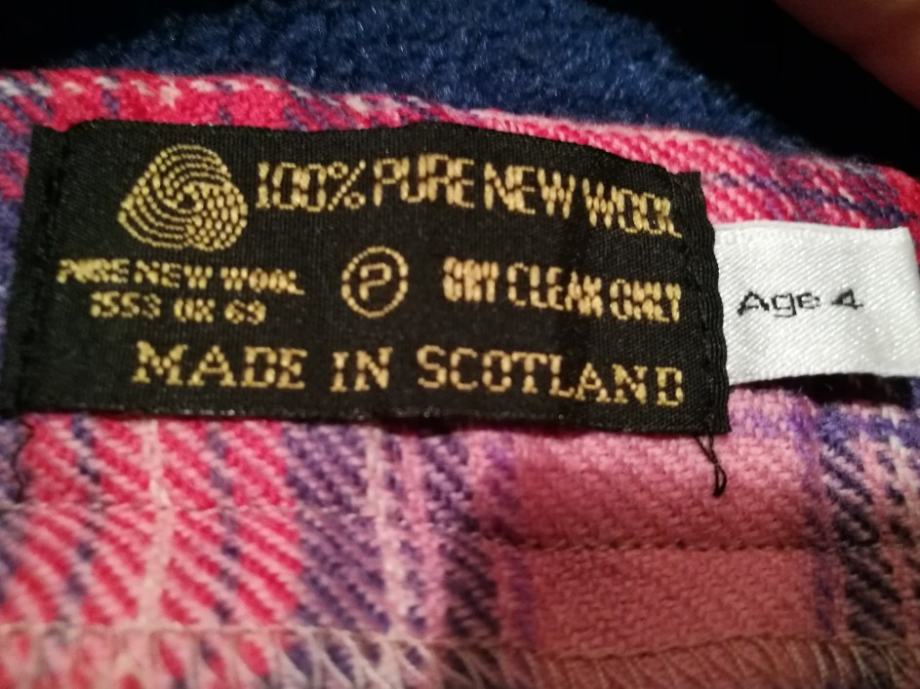 100% PURE NEW WOOL
PURE NEW WOOL
1553 UK 69
P
DRY CLEAN ONLY
MADE IN SCOTLAND
Age 4